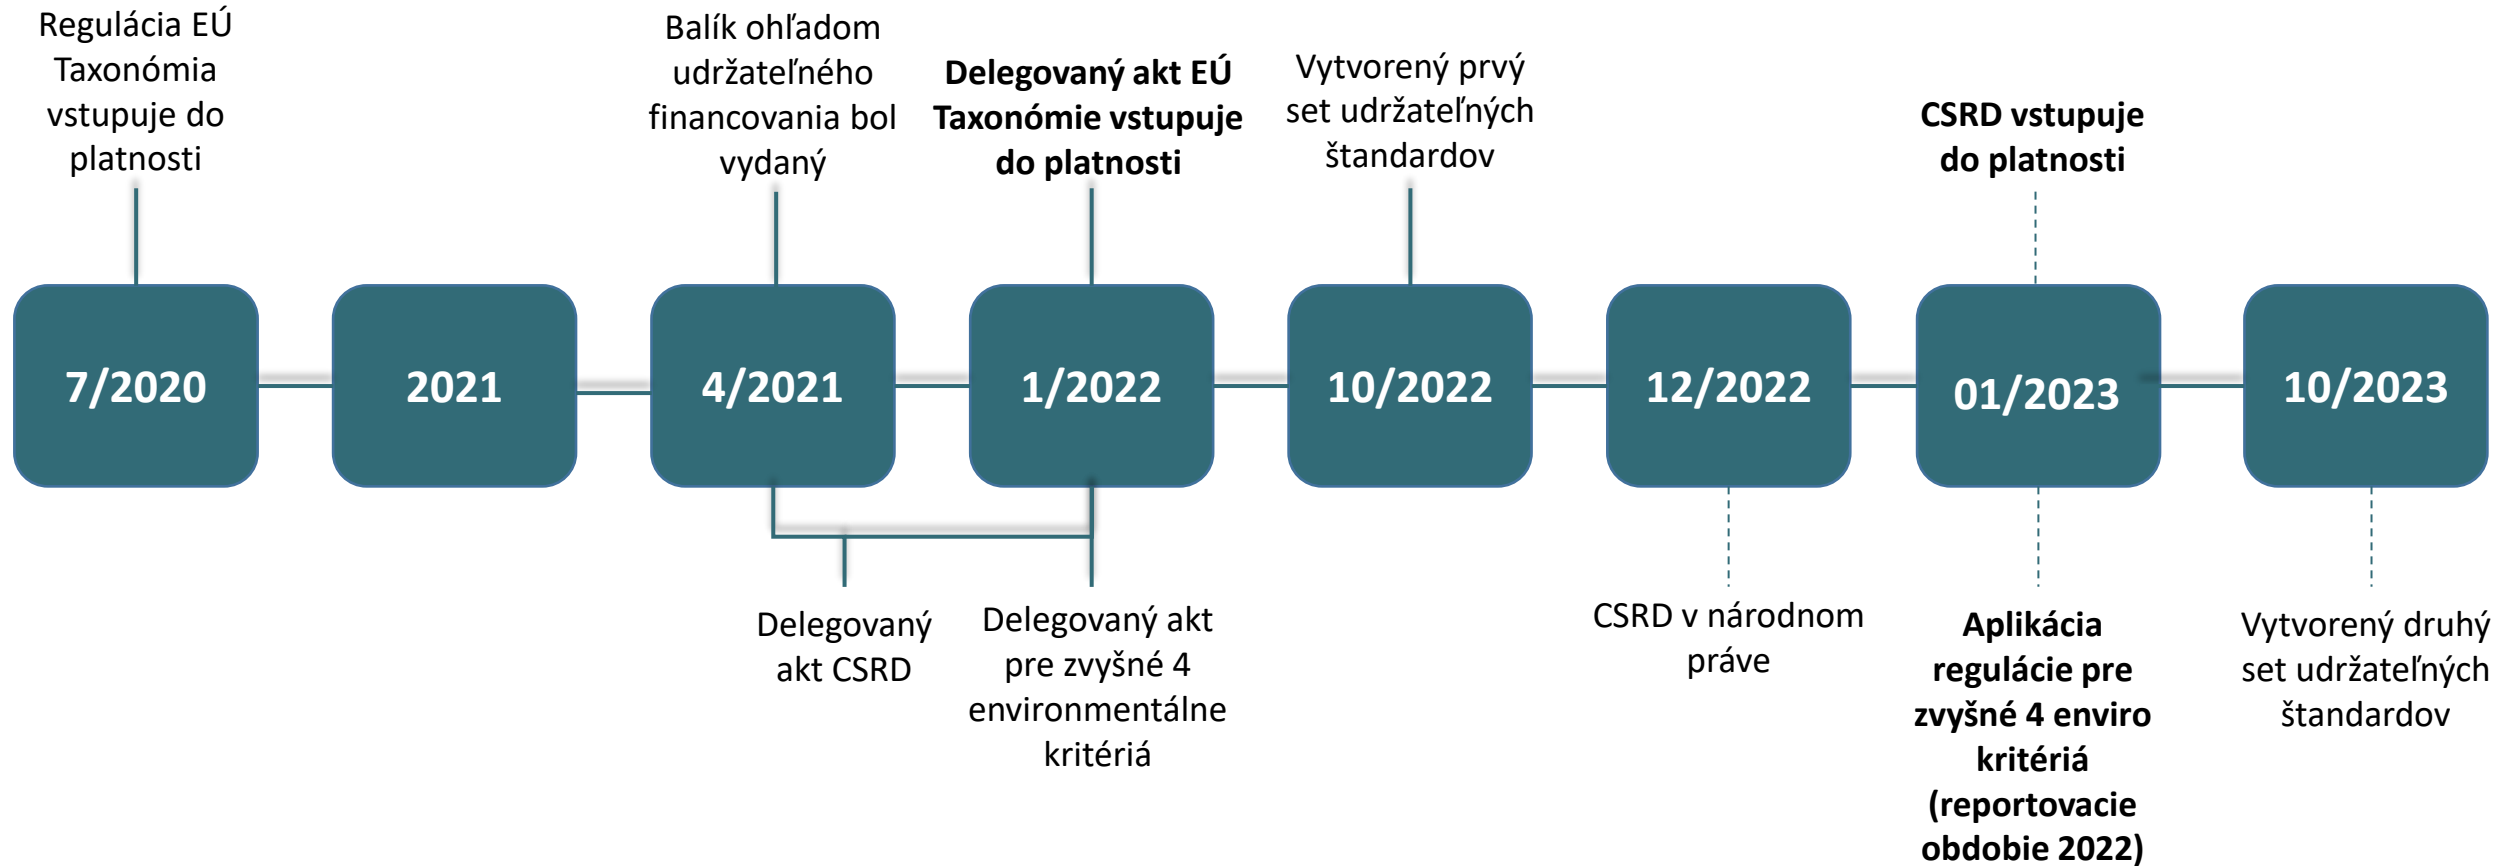 Regulácia EÚ
Taxonómia
vstupuje do
platnosti
Balík ohľadom
udržateľného
financovania bol
vydaný
Delegovaný akt EÚ
Taxonómie vstupuje
do platnosti
Vytvorený prvý
set udržateľných
štandardov
CSRD vstupuje
do platnosti
7/2020
2021
4/2021
1/2022
10/2022
12/2022
01/2023
10/2023
Delegovaný
akt CSRD
Delegovaný akt
pre zvyšné 4
environmentálne
kritériá
CSRD v národnom
práve
Aplikácia
regulácie pre
zvyšné 4 enviro
kritériá
(reportovacie
obdobie 2022)
Vytvorený druhý
set udržateľných
štandardov